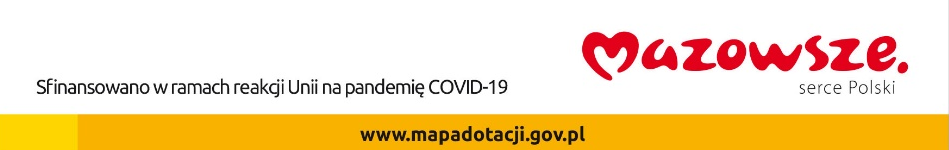 Mazowsze.
serce Polski
Sfinansowano w ramach reakcji Unii na pandemię COVID-19
www.mapadotacji.gov.pl